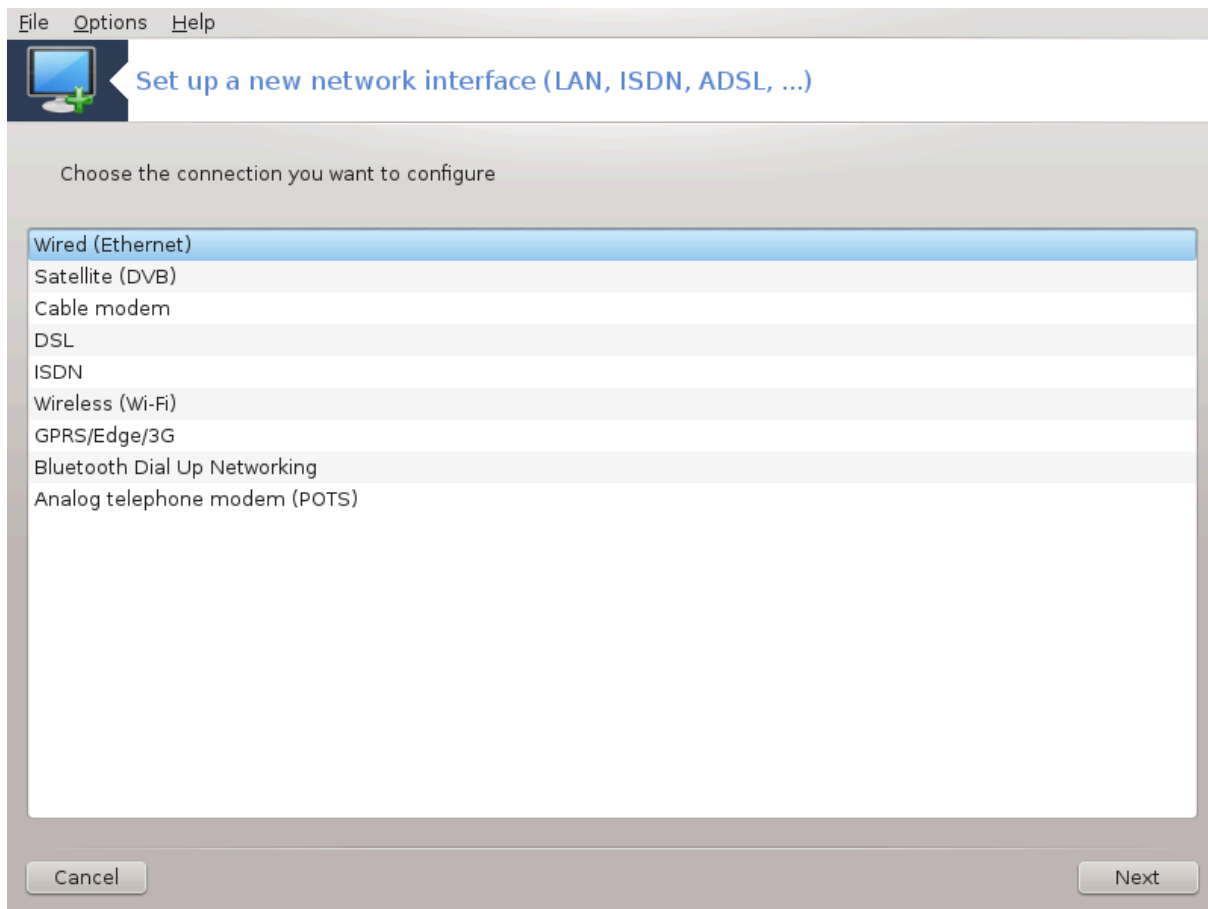 File Options Help
Set up a new network interface (LAN, ISDN, ADSL, ...)
Choose the connection you want to configure
Wired (Ethernet)
Satellite (DVB)
Cable modem
DSL
ISDN
Wireless (Wi-Fi)
GPRS/Edge/3G
Bluetooth Dial Up Networking
Analog telephone modem (POTS)
Cancel Next